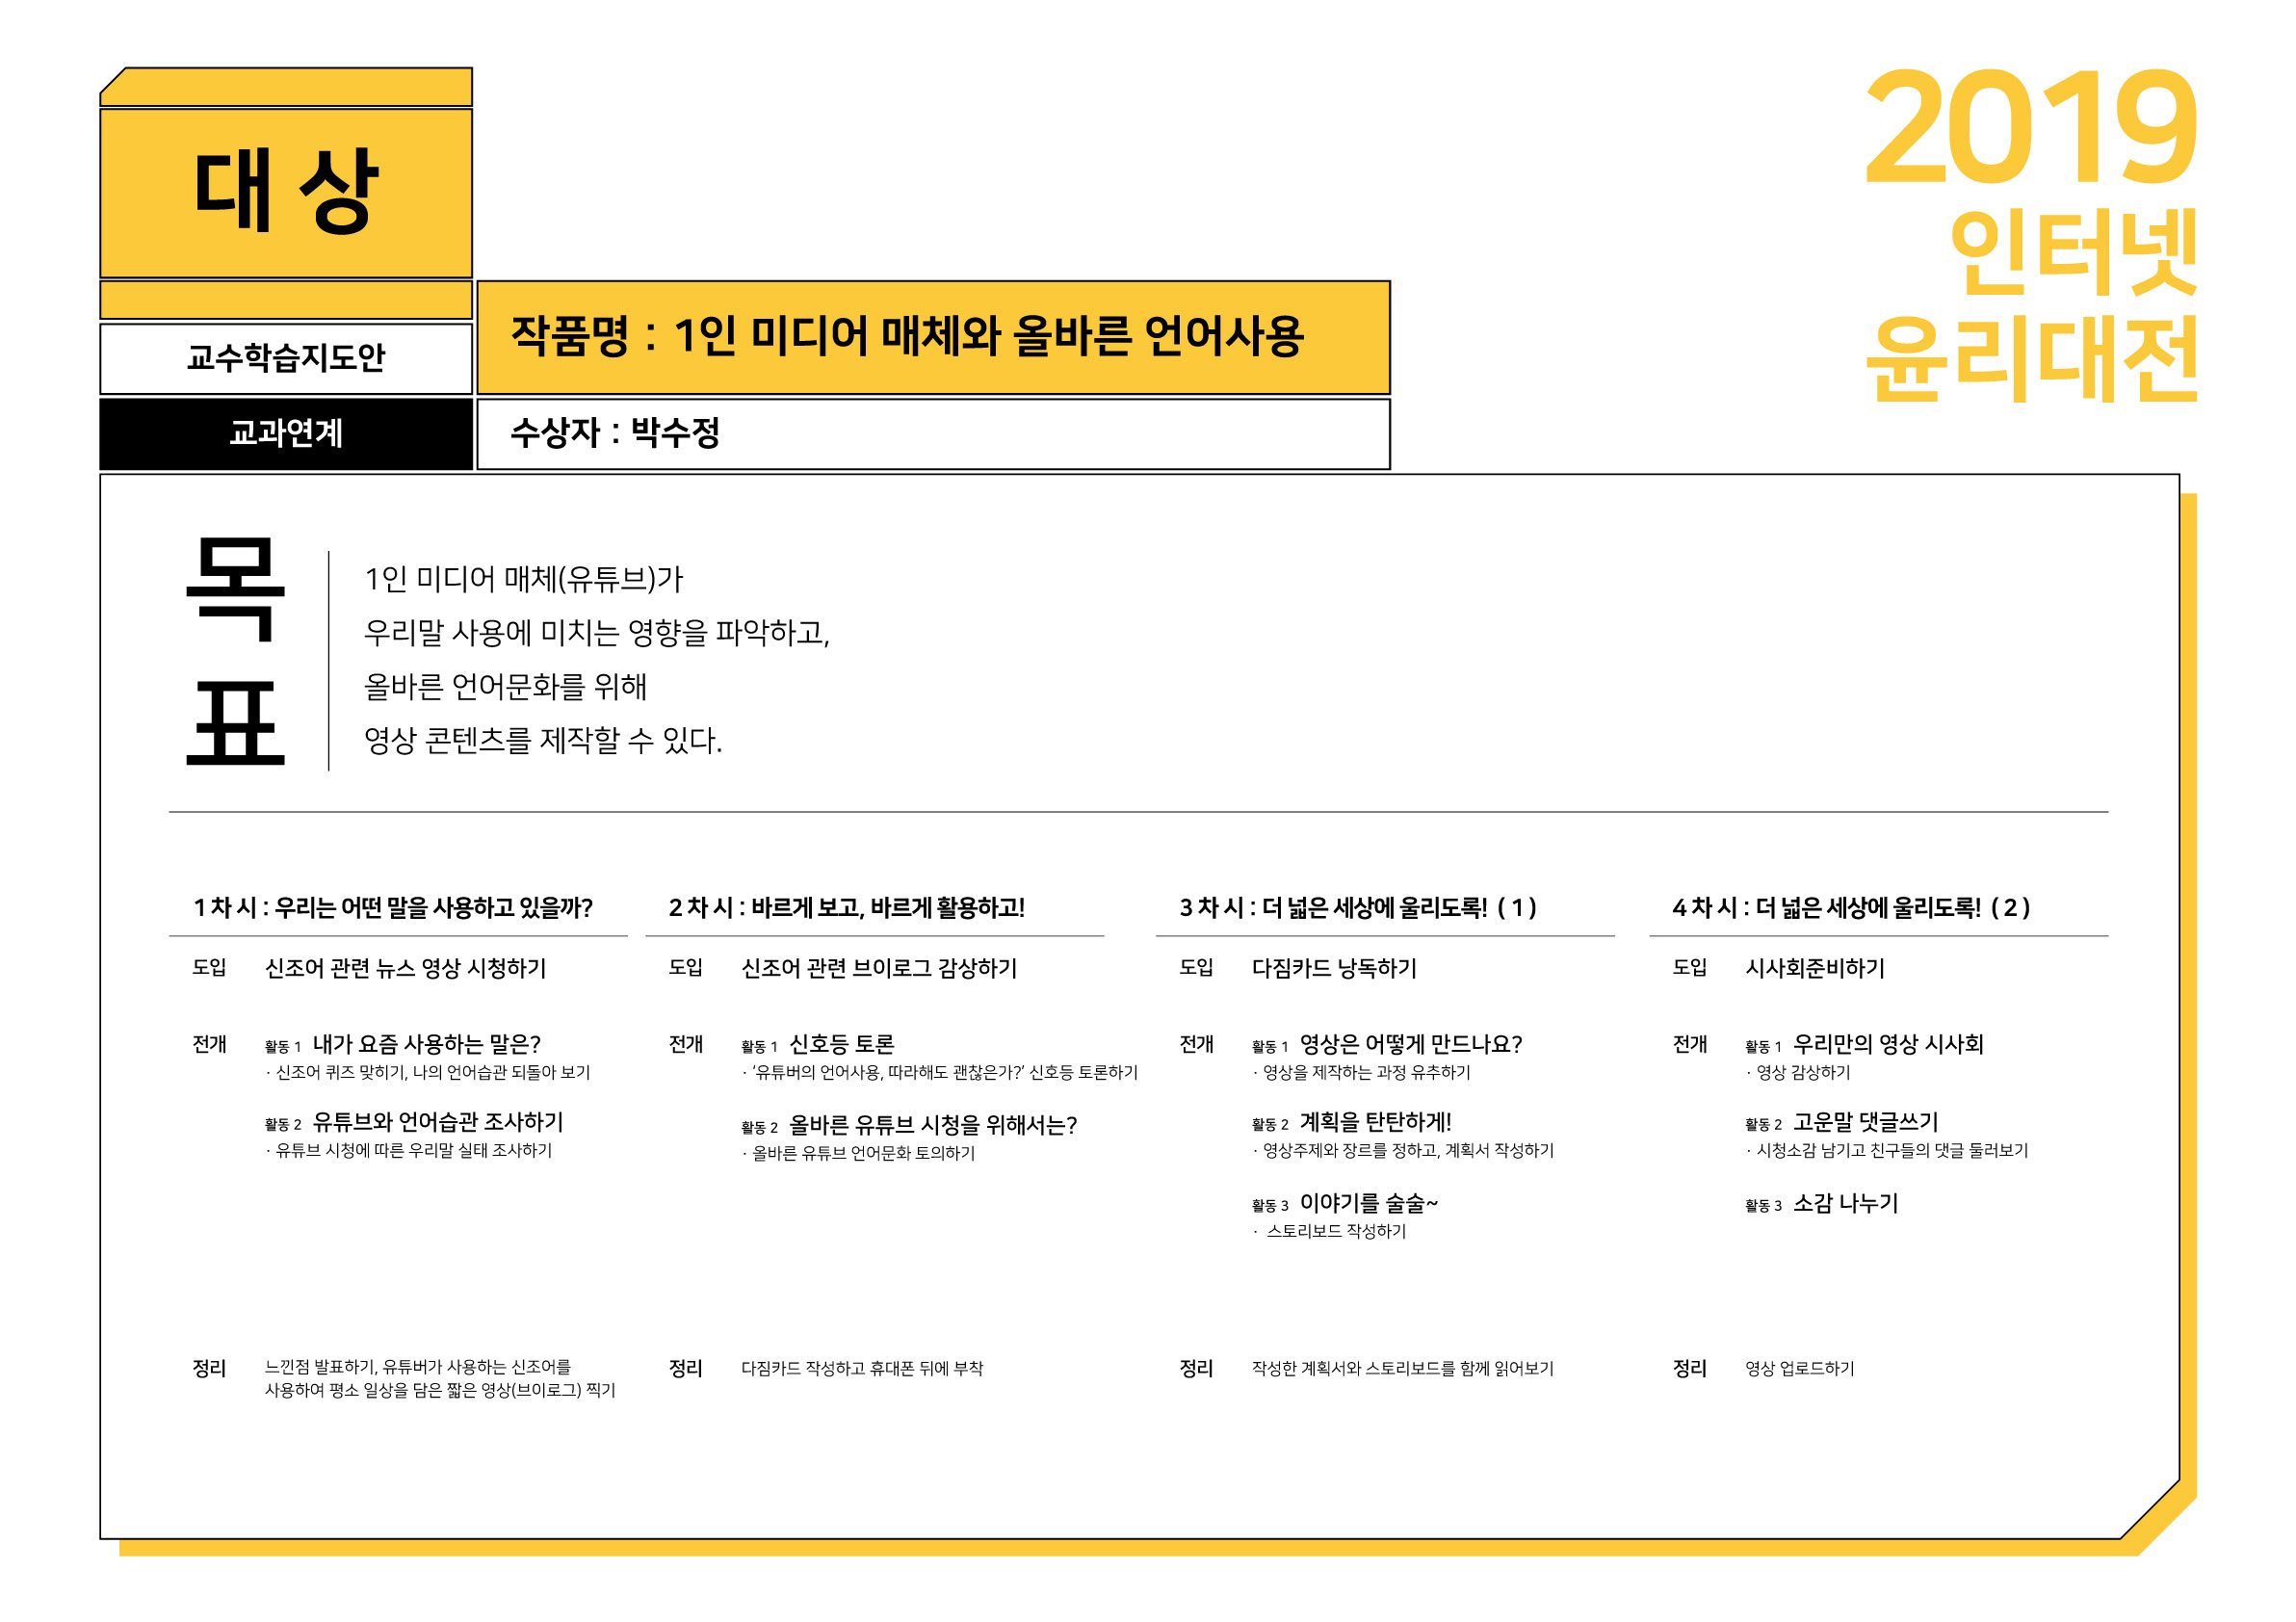 대 상
2019
인터넷
윤리대전
교수학습지도안
작품명 : 1인 미디어 매체와 올바른 언어사용
교과연계
수상자 : 박수정
목표
1인 미디어 매체(유튜브)가
우리말 사용에 미치는 영향을 파악하고,
올바른 언어문화를 위해
영상 콘텐츠를 제작할 수 있다.
1 차 시 : 우리는 어떤 말을 사용하고 있을까?
도입 신조어 관련 뉴스 영상 시청하기
전개 활동 1 내가 요즘 사용하는 말은?
· 신조어 퀴즈 맞히기, 나의 언어습관 되돌아 보기
활동 2 유튜브와 언어습관 조사하기
· 유튜브 시청에 따른 우리말 실태 조사하기
정리 느낀점 발표하기, 유튜버가 사용하는 신조어를
사용하여 평소 일상을 담은 짧은 영상(브이로그) 찍기
2 차 시 : 바르게 보고, 바르게 활용하고!
도입 신조어 관련 브이로그 감상하기
전개 활동 1 신호등 토론
· ‘유튜버의 언어사용, 따라해도 괜찮은가?’ 신호등 토론하기
활동 2 올바른 유튜브 시청을 위해서는?
· 올바른 유튜브 언어문화 토의하기
정리 다짐카드 작성하고 휴대폰 뒤에 부착
3 차 시 : 더 넓은 세상에 울리도록! ( 1 )
도입 다짐카드 낭독하기
전개 활동 1 영상은 어떻게 만드나요?
· 영상을 제작하는 과정 유추하기
활동 2 계획을 탄탄하게!
· 영상주제와 장르를 정하고, 계획서 작성하기
활동 3 이야기를 술술~
· 스토리보드 작성하기
정리 작성한 계획서와 스토리보드를 함께 읽어보기
4 차 시 : 더 넓은 세상에 울리도록! ( 2 )
도입 시사회준비하기
전개 활동 1 우리만의 영상 시사회
· 영상 감상하기
활동 2 고운말 댓글쓰기
· 시청소감 남기고 친구들의 댓글 둘러보기
활동 3 소감 나누기
정리 영상 업로드하기